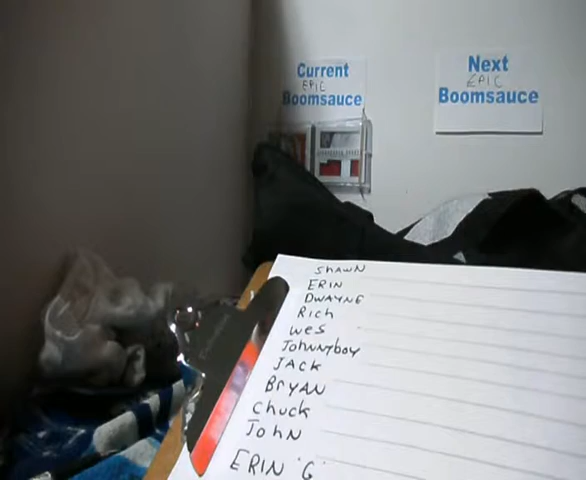 Current
EPIC
Boomsauce
Next
EPIC
Boomsauce
SHAWN
ERIN
DWAYNE
Rich
WES
JohnnyboY
JACK
BRYAN
Chuck
JohN
ERIN "G"